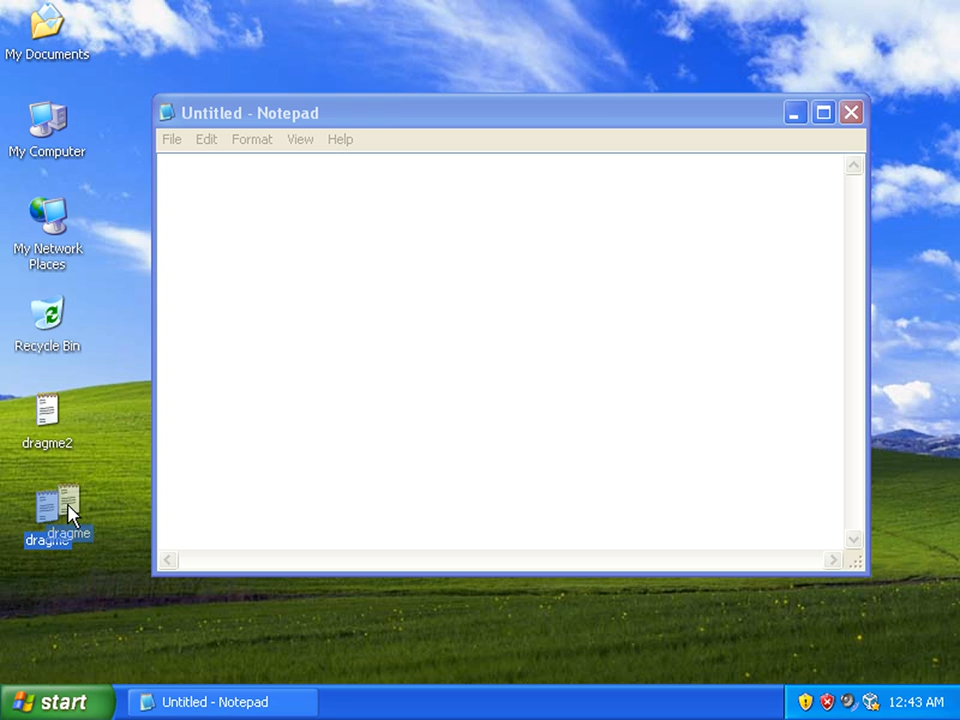 My Documents
My Computer
My Network
Places
Recycle Bin
dragme2
dragme
dragme
Untitled - Notepad
File Edit Format View Help
start
Untitled - Notepad
12:43 AM